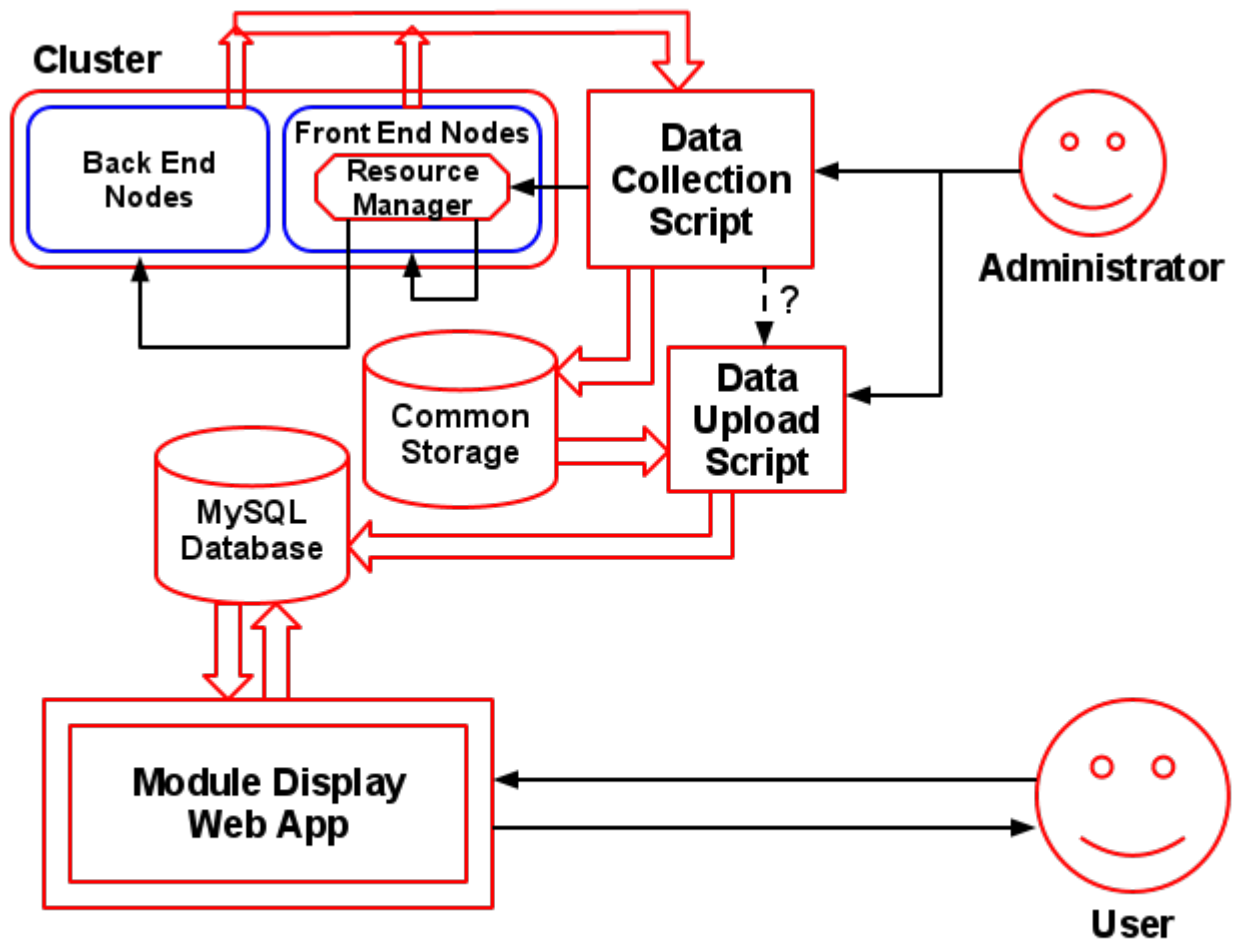 Cluster
Back End
Nodes
Front End Nodes
Resource
Manager
Data
Collection
Script
Administrator
?
Common
Storage
Data
Upload
Script
MySQL
Database
Module Display
Web App
User